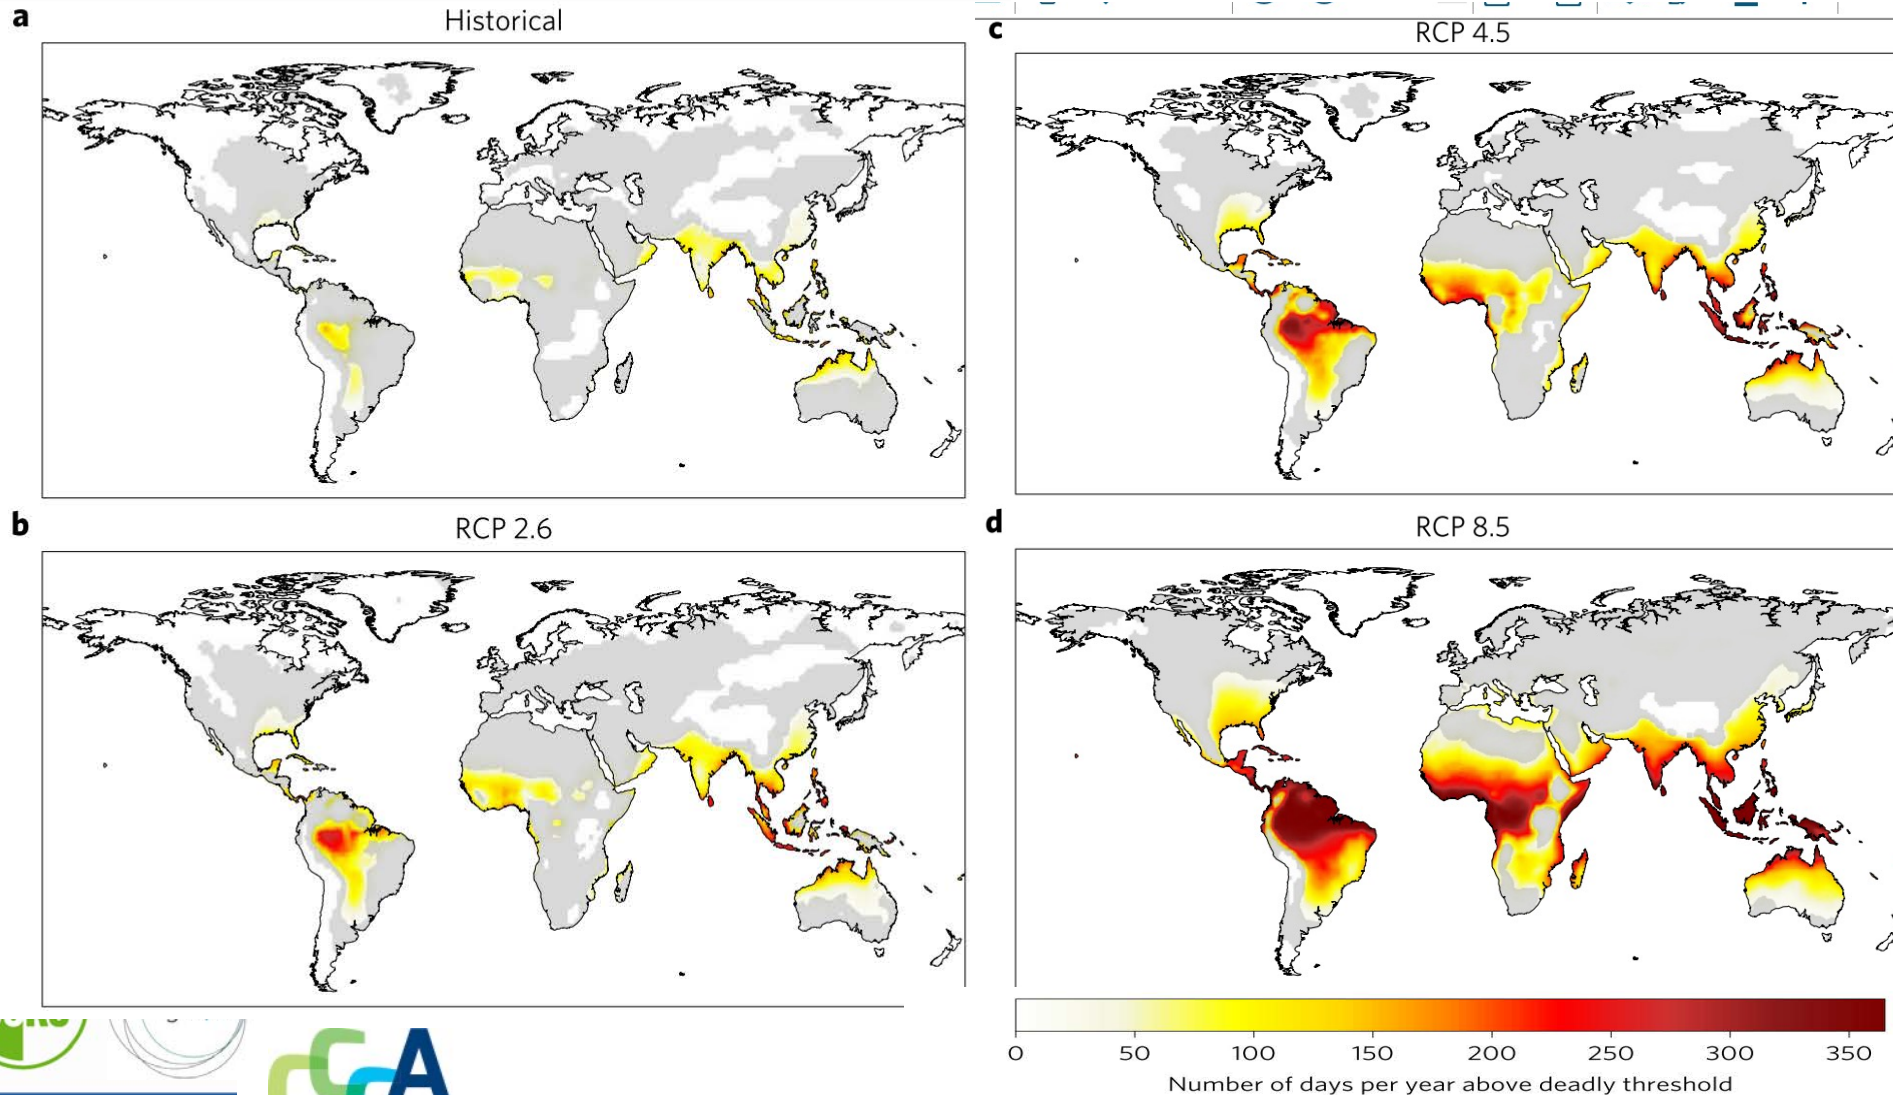 a
Historical
c
RCP 4.5
b
RCP 2.6
d
RCP 8.5
0 50 100 150 200 250 300 350
Number of days per year above deadly threshold
CCCA